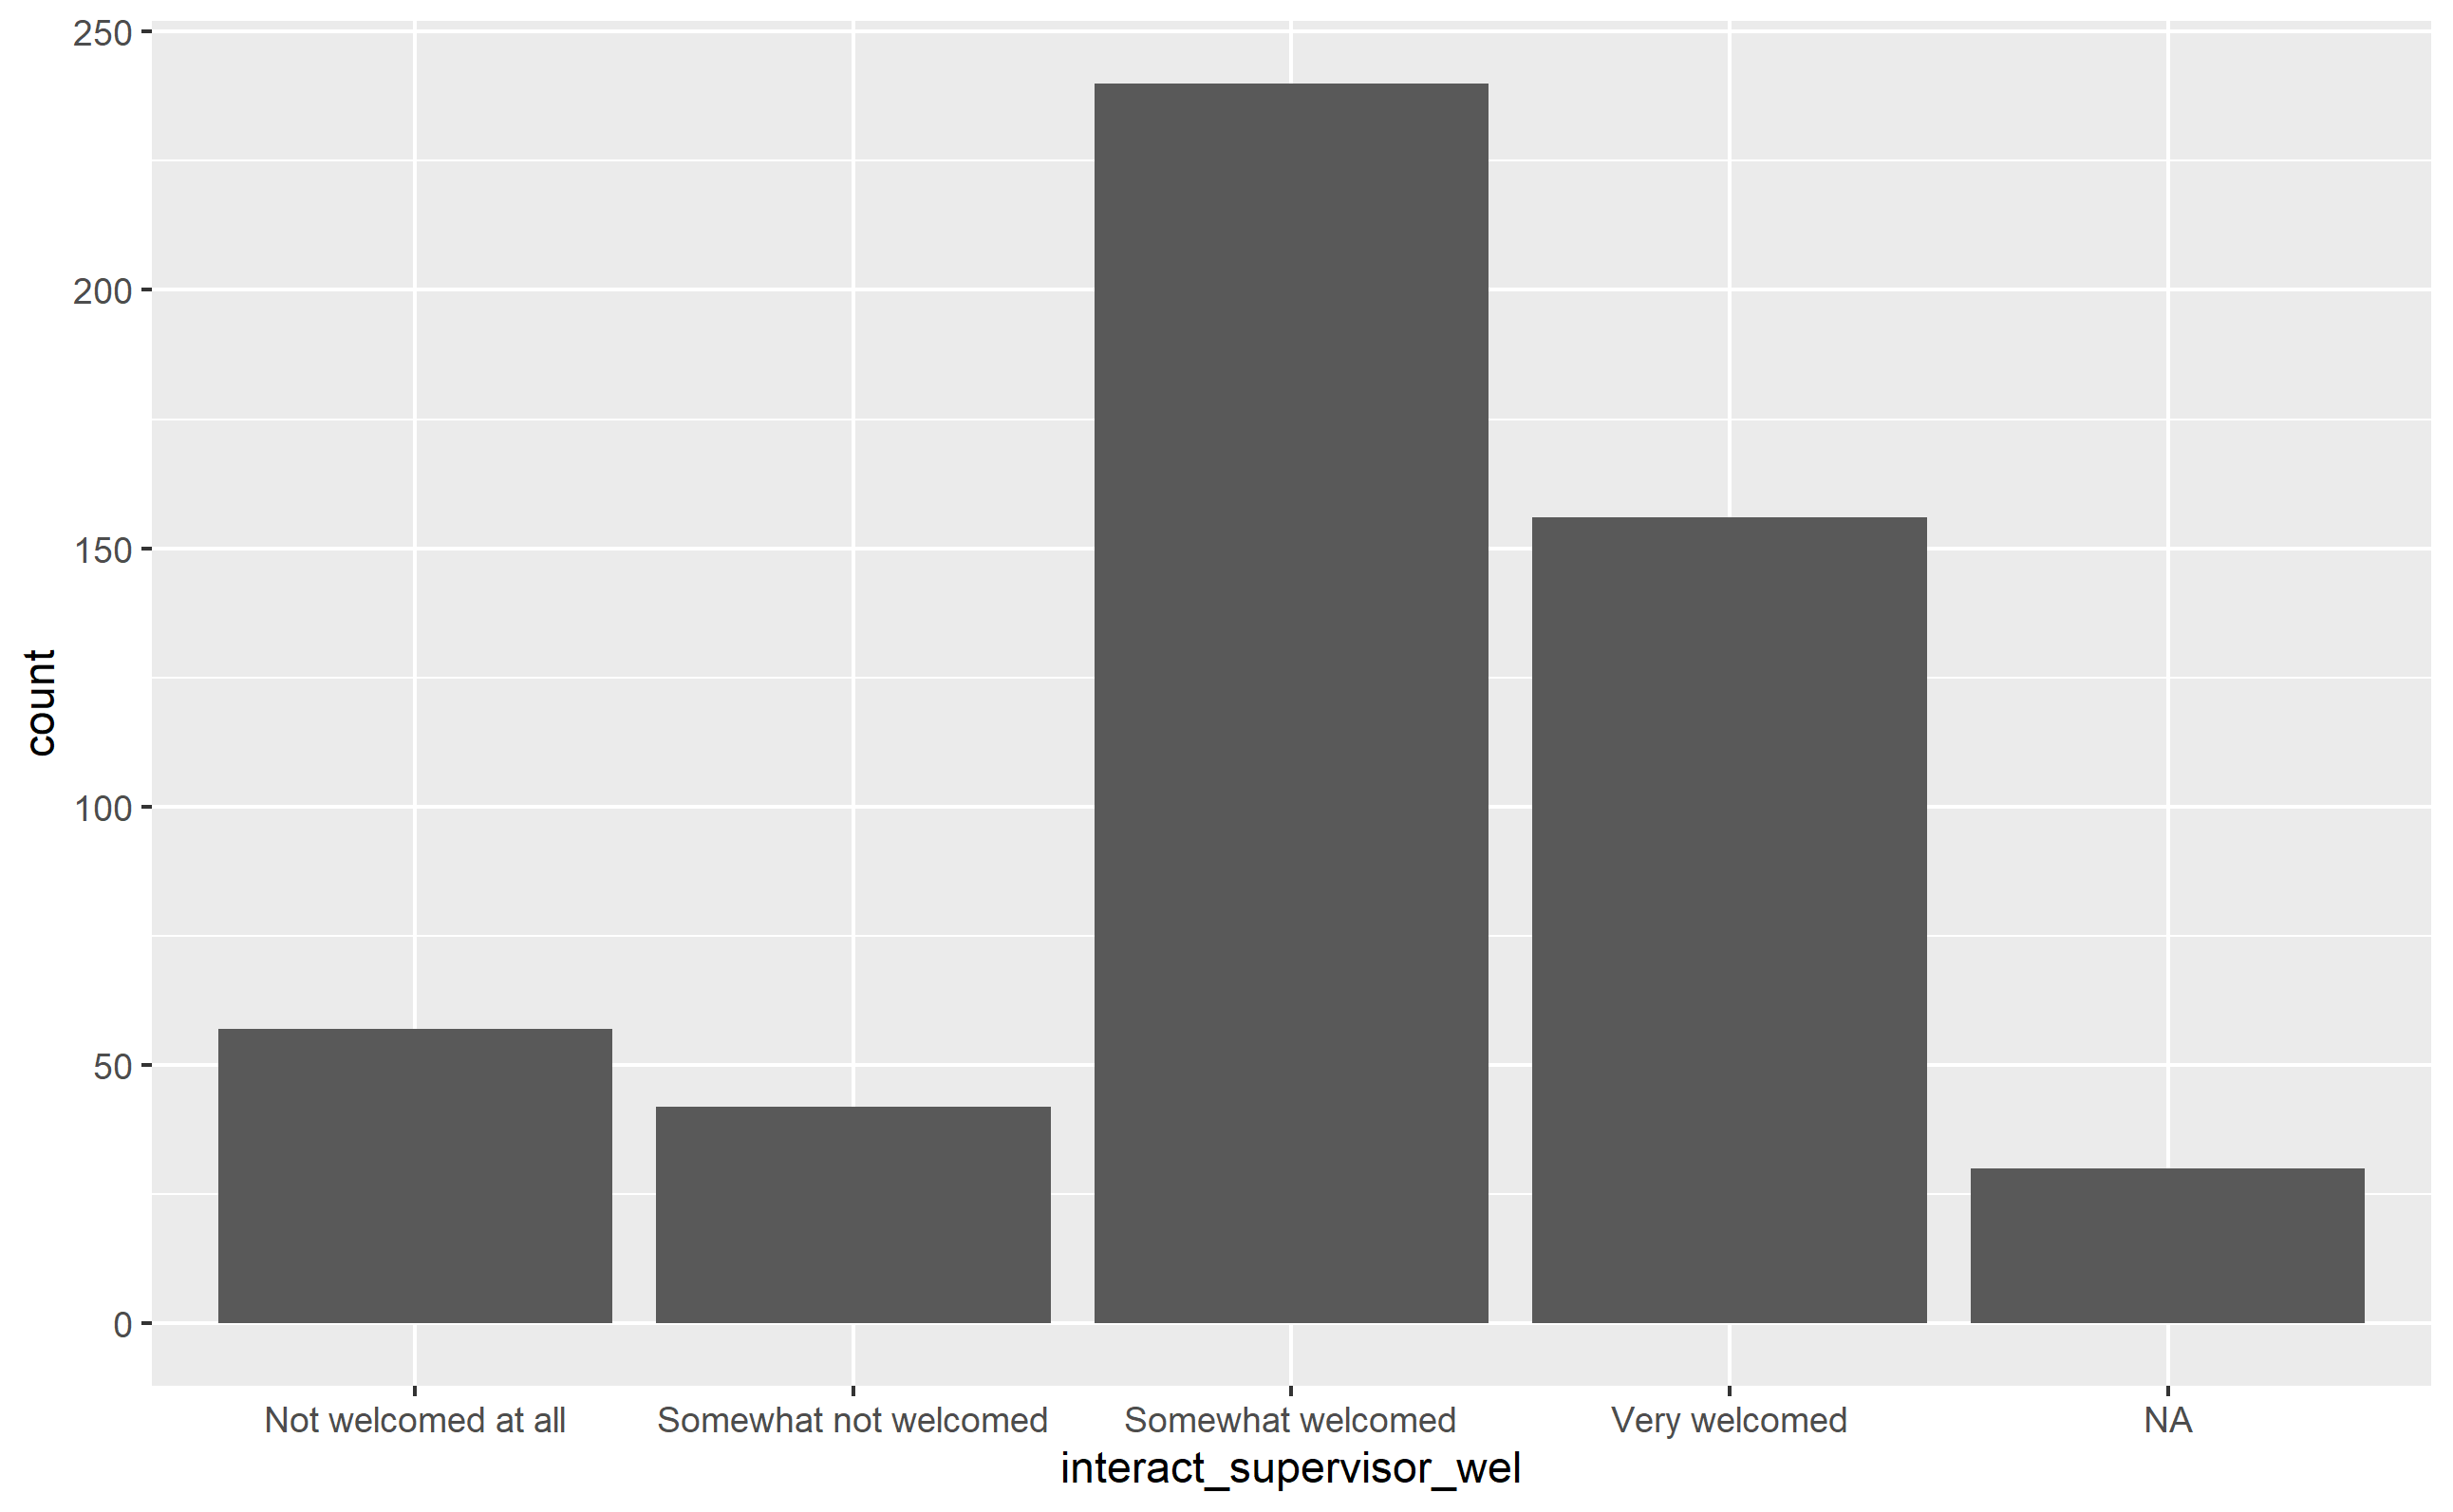 250
200
150
100
50
0
count
Not welcomed at all
Somewhat not welcomed
Somewhat welcomed
Very welcomed
NA
interact_supervisor_wel